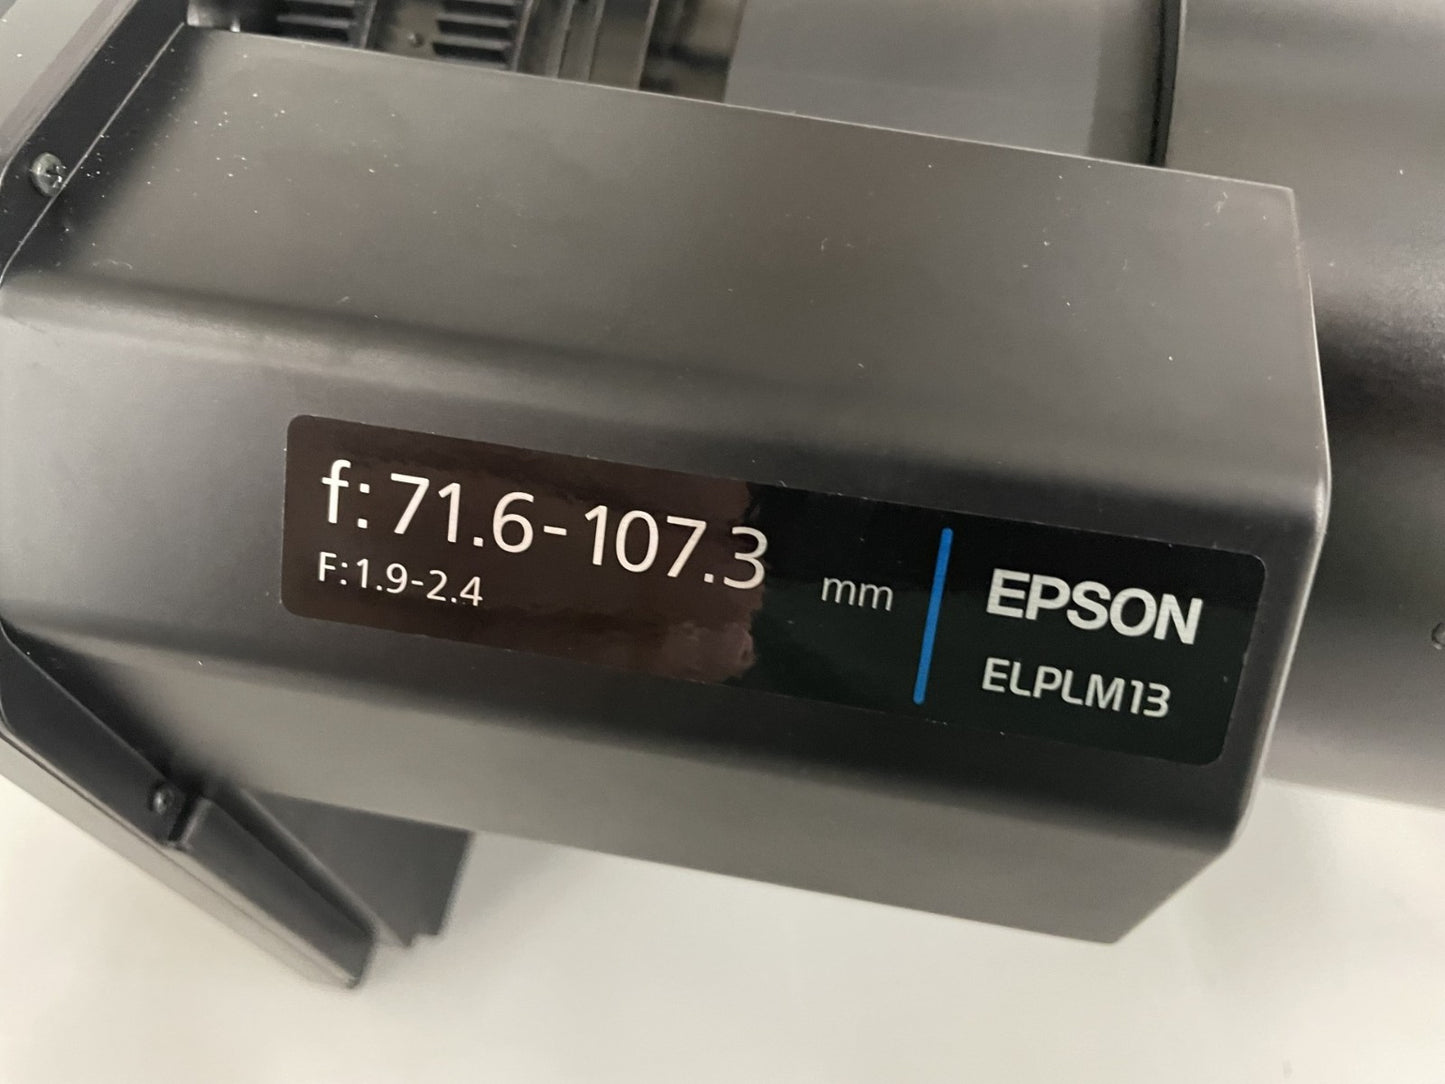 f: 71.6-107.3 mm
F:1.9-2.4
EPSON
ELPLM13